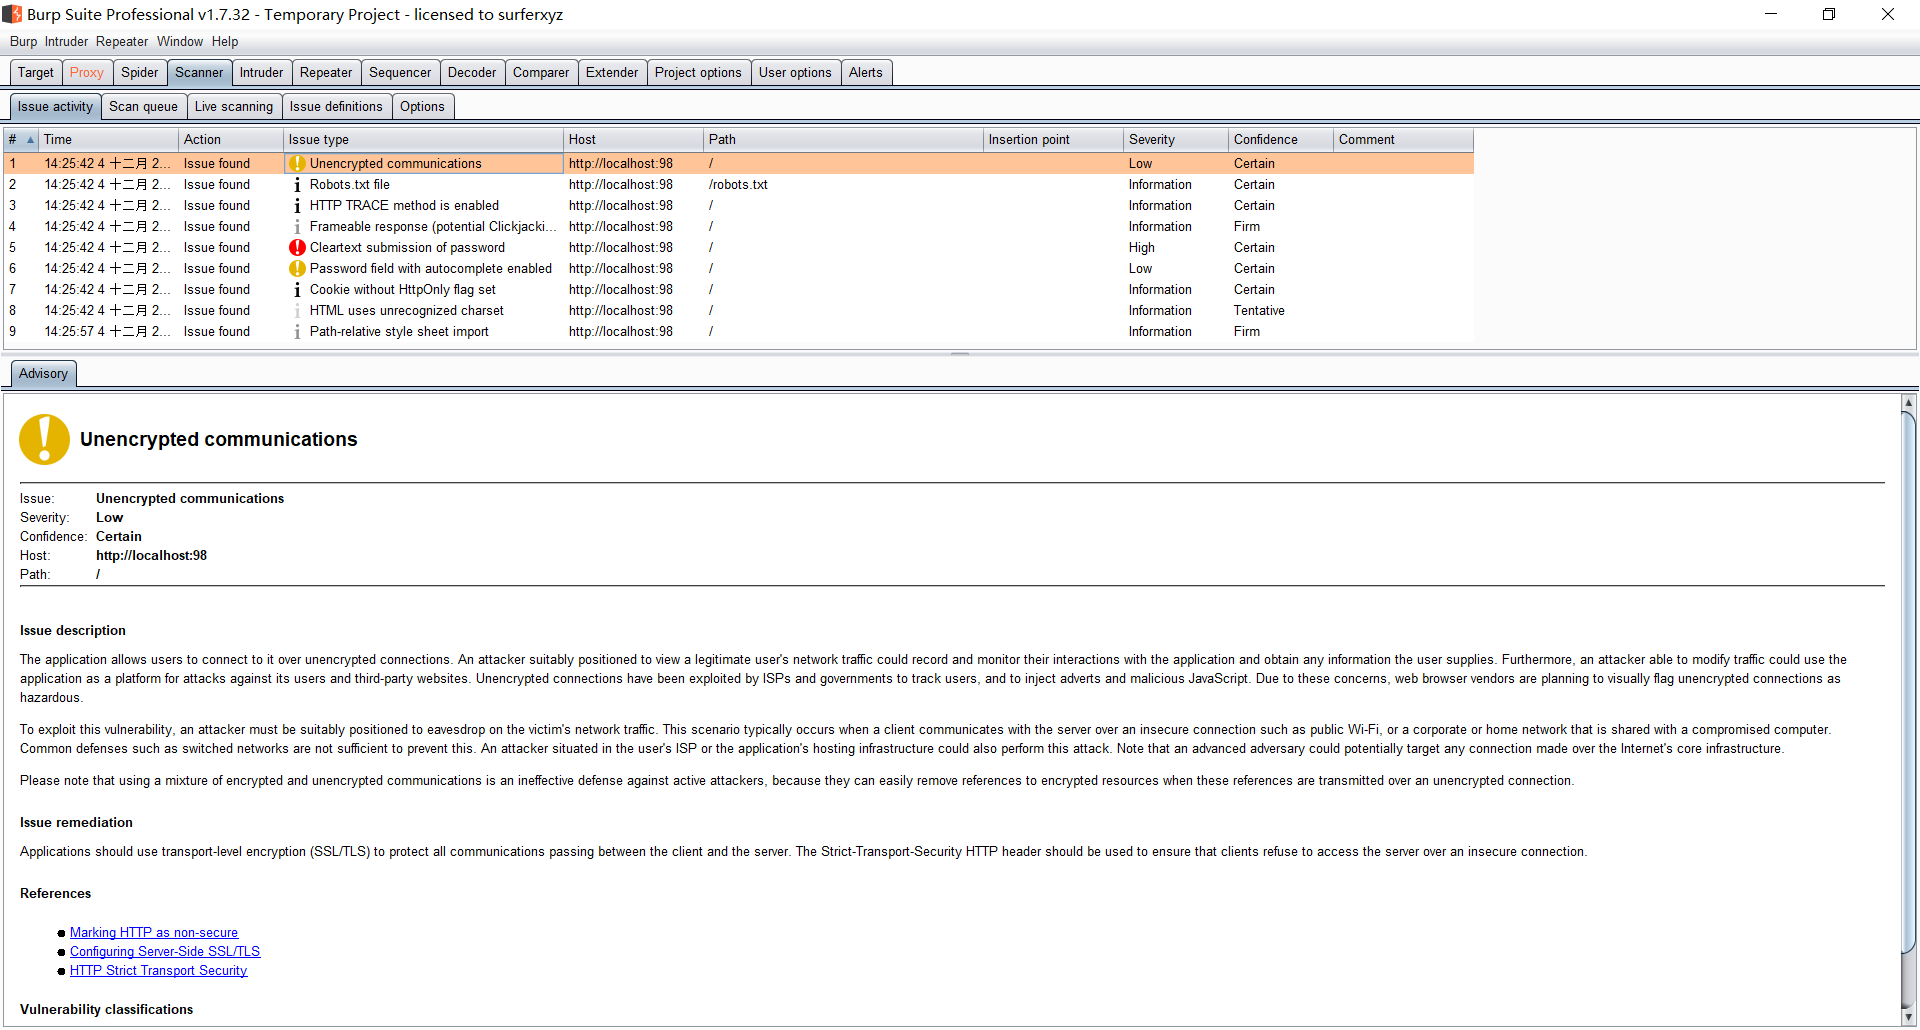 Burp Suite Professional v1.7.32 - Temporary Project - licensed to surferxyz
Burp Intruder Repeater Window Help
Target Proxy Spider Scanner Intruder Repeater Sequencer Decoder Comparer Extender Project options User options Alerts
Issue activity Scan queue Live scanning Issue definitions Options
# Time Action Issue type Host Path Insertion point Severity Confidence Comment
1 14:25:42 4 十二月 2... Issue found Unencrypted communications http://localhost:98 / Low Certain
2 14:25:42 4 十二月 2... Issue found Robots.txt file http://localhost:98 /robots.txt Information Certain
3 14:25:42 4 十二月 2... Issue found HTTP TRACE method is enabled http://localhost:98 / Information Certain
4 14:25:42 4 十二月 2... Issue found Frameable response (potential Clickjacki... http://localhost:98 / Information Firm
5 14:25:42 4 十二月 2... Issue found Cleartext submission of password http://localhost:98 / High Certain
6 14:25:42 4 十二月 2... Issue found Password field with autocomplete enabled http://localhost:98 / Low Certain
7 14:25:42 4 十二月 2... Issue found Cookie without HttpOnly flag set http://localhost:98 / Information Certain
8 14:25:42 4 十二月 2... Issue found HTML uses unrecognized charset http://localhost:98 / Information Tentative
9 14:25:57 4 十二月 2... Issue found Path-relative style sheet import http://localhost:98 / Information Firm
Advisory
Unencrypted communications
Issue: Unencrypted communications
Severity: Low
Confidence: Certain
Host: http://localhost:98
Path: /
Issue description
The application allows users to connect to it over unencrypted connections. An attacker suitably positioned to view a legitimate user's network traffic could record and monitor their interactions with the application and obtain any information the user supplies. Furthermore, an attacker able to modify traffic could use the
application as a platform for attacks against its users and third-party websites. Unencrypted connections have been exploited by ISPs and governments to track users, and to inject adverts and malicious JavaScript. Due to these concerns, web browser vendors are planning to visually flag unencrypted connections as
hazardous.
To exploit this vulnerability, an attacker must be suitably positioned to eavesdrop on the victim's network traffic. This scenario typically occurs when a client communicates with the server over an insecure connection such as public Wi-Fi, or a corporate or home network that is shared with a compromised computer.
Common defenses such as switched networks are not sufficient to prevent this. An attacker situated in the user's ISP or the application's hosting infrastructure could also perform this attack. Note that an advanced adversary could potentially target any connection made over the Internet's core infrastructure.
Please note that using a mixture of encrypted and unencrypted communications is an ineffective defense against active attackers, because they can easily remove references to encrypted resources when these references are transmitted over an unencrypted connection.
Issue remediation
Applications should use transport-level encryption (SSL/TLS) to protect all communications passing between the client and the server. The Strict-Transport-Security HTTP header should be used to ensure that clients refuse to access the server over an insecure connection.
References
Marking HTTP as non-secure
Configuring Server-Side SSL/TLS
HTTP Strict Transport Security
Vulnerability classifications